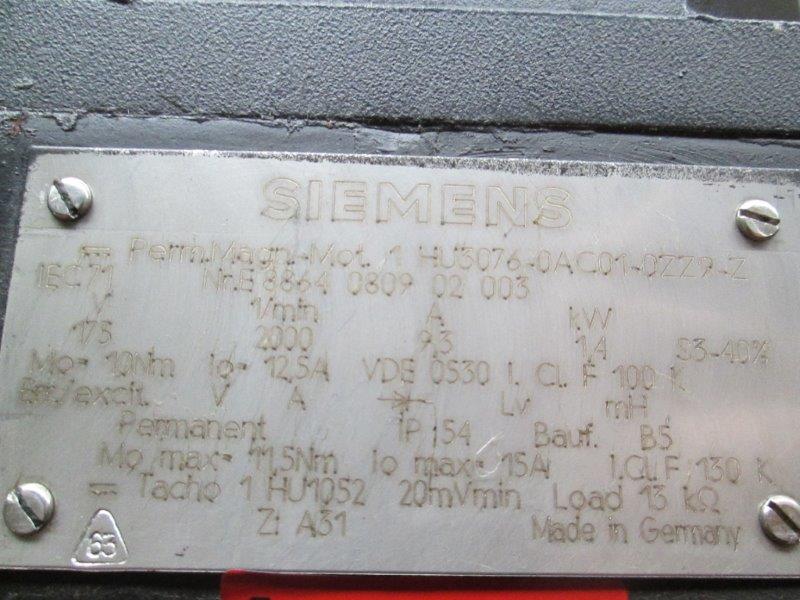 SIEMENS
Perm.Magn.-Mot. 1 HU3076-0AC01-0ZZ9-Z
IEC 71 Nr.E 8864 0809 02 003
V 1/min A kW
175 2000 9,3 1,4 S3-40%
Mo= 10Nm Io= 12,5A VDE 0530 I. Cl. F 100 K
Err./excit. V A Lv mH
Permanent IP 54 Bauf. B5
Mo max= 11,5Nm Io max= 15A I.Cl.F 130 K
Tacho 1 HU1052 20mVmin Load 13 kΩ
Z: A31 Made in Germany
63